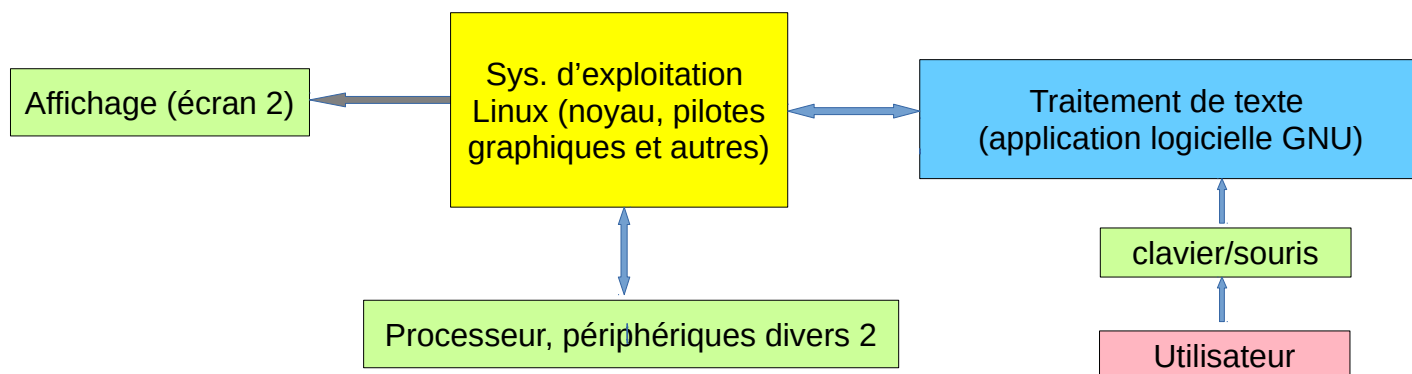 Affichage (écran 2)
Sys. d’exploitation
Linux (noyau, pilotes
graphiques et autres)
Traitement de texte
(application logicielle GNU)
clavier/souris
Processeur, périphériques divers 2
Utilisateur